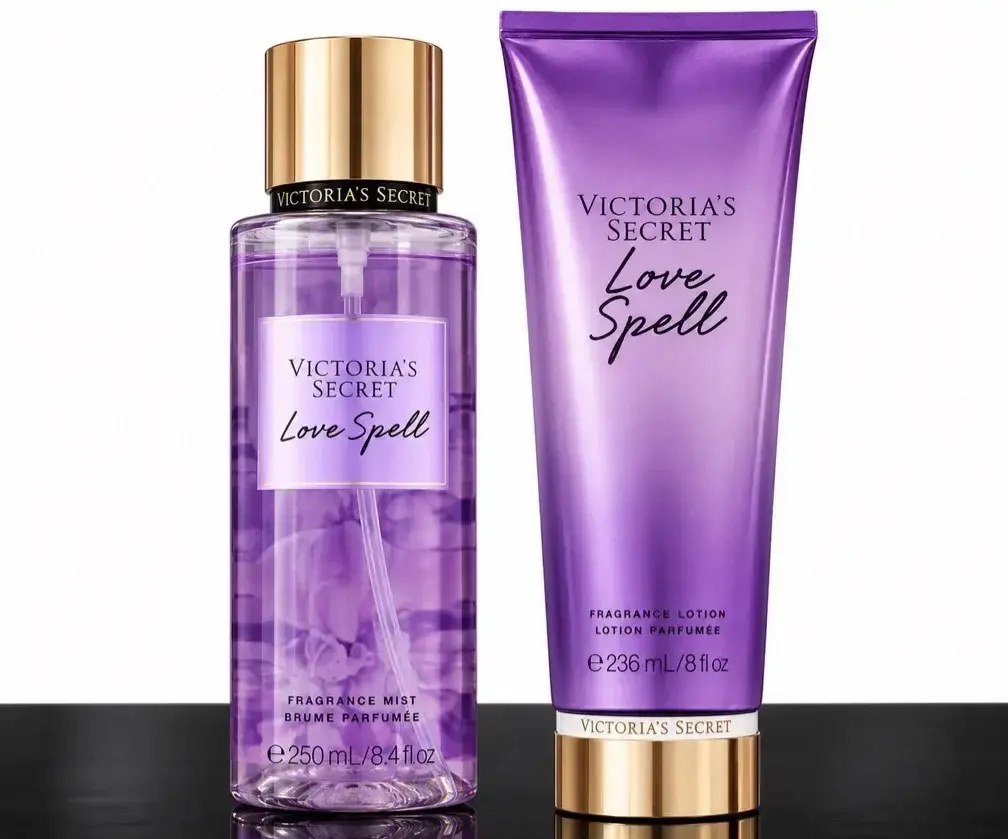 VICTORIA'S SECRET
VICTORIA'S
SECRET
Love Spell
FRAGRANCE MIST
BRUME PARFUMÉE
℮ 250 mL/8.4 fl oz
VICTORIA'S
SECRET
Love
Spell
FRAGRANCE LOTION
LOTION PARFUMÉE
℮ 236 mL/8 fl oz
VICTORIA'S SECRET